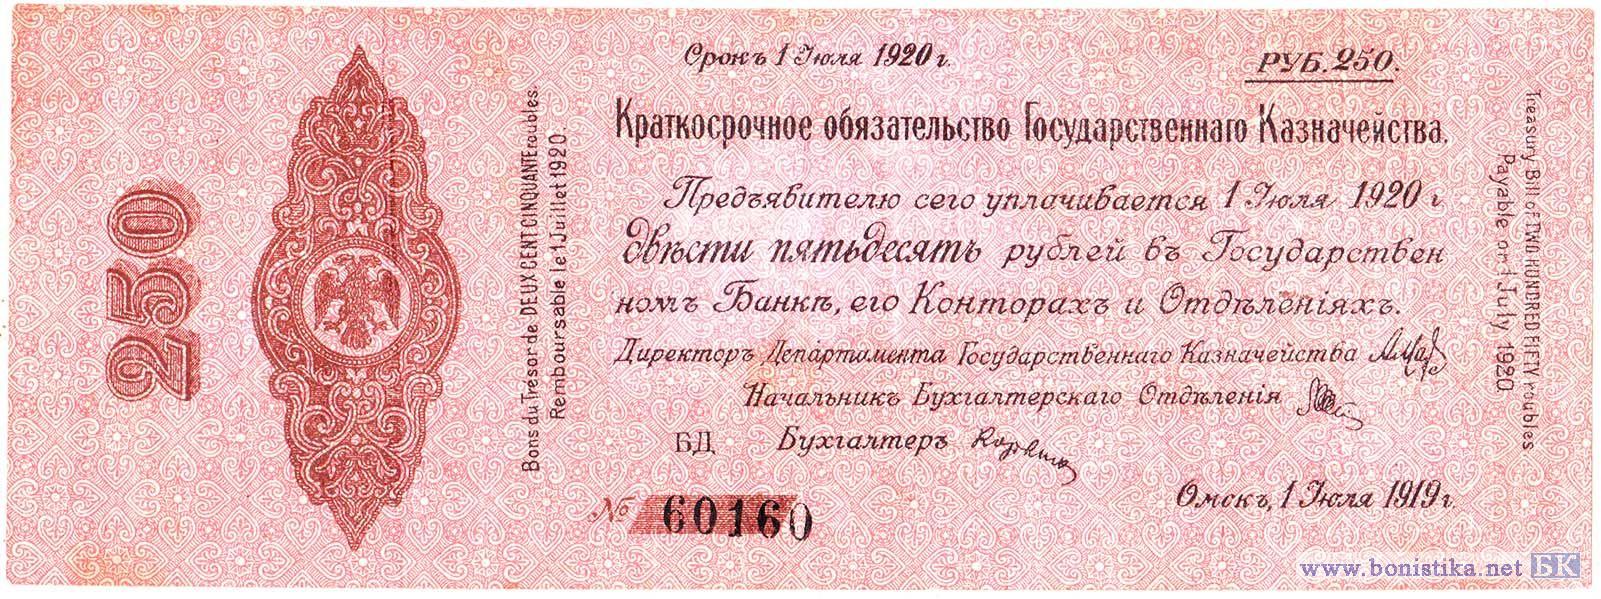 Срокъ 1 Іюля 1920 г.
РУБ. 250.
Краткосрочное обязательство Государственнаго Казначейства.
Предъявителю сего уплачивается 1 Іюля 1920 г
двѣсти пятьдесятъ рублей въ Государствен
номъ Банкѣ, его Конторахъ и Отдѣленіяхъ.
Директоръ Департамента Государственнаго Казначейства
Начальникъ Бухгалтерскаго Отдѣленія
БД Бухгалтеръ
№ 60160
Омскъ, 1 Іюля 1919 г.
250
Bons du Trésor de DEUX CENT CINQUANTE roubles.
Remboursable le 1 Juillet 1920.
Treasury Bill of TWO HUNDRED FIFTY roubles
Payable on 1 July 1920
www.bonistika.net БК